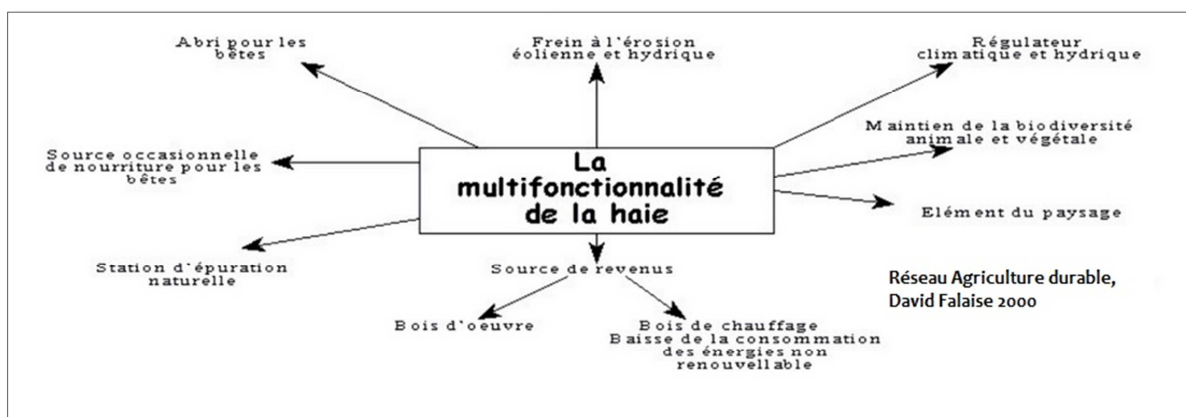 Abri pour les
bêtes
Frein à l'érosion
éolienne et hydrique
Régulateur
climatique et hydrique
Source occasionnelle
de nourriture pour les
bêtes
La
multifonctionnalité
de la haie
Maintien de la biodiversité
animale et végétale
Elément du paysage
Station d'épuration
naturelle
Source de revenus
Réseau Agriculture durable,
David Falaise 2000
Bois d'oeuvre
Bois de chauffage
Baisse de la consommation
des énergies non
renouvellable